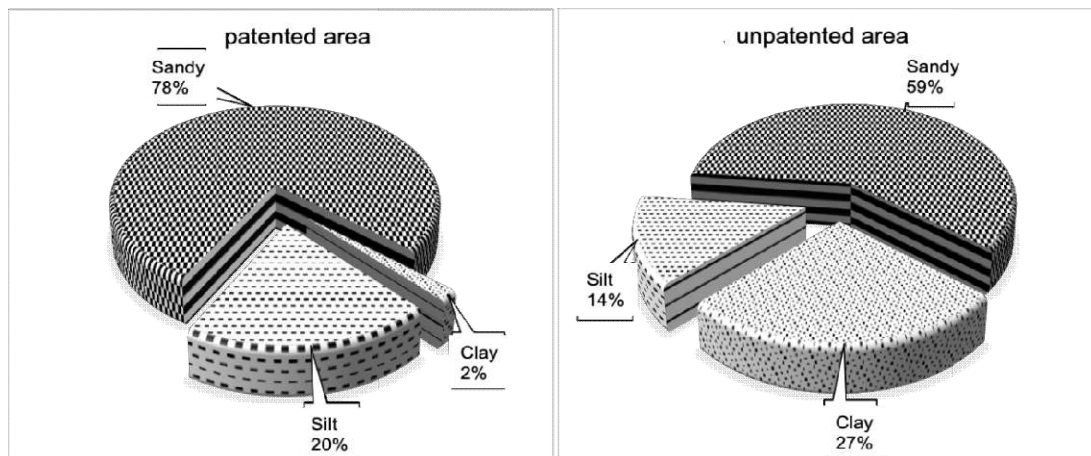 patented area
Sandy
78%
Clay
2%
Silt
20%
unpatented area
Sandy
59%
Silt
14%
Clay
27%